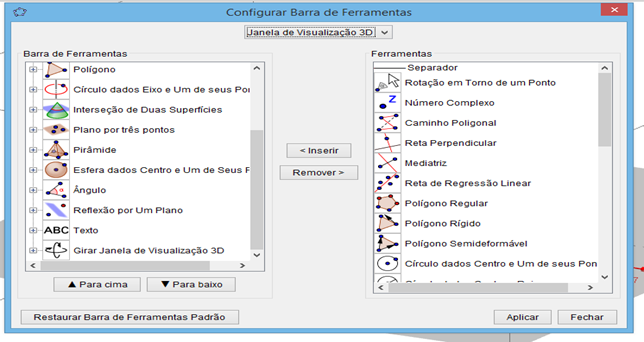 Configurar Barra de Ferramentas
Janela de Visualização 3D
Barra de Ferramentas
Polígono
Círculo dados Eixo e Um de seus Por
Interseção de Duas Superfícies
Plano por três pontos
Pirâmide
Esfera dados Centro e Um de Seus F
Ângulo
Reflexão por Um Plano
ABC Texto
Girar Janela de Visualização 3D
▲ Para cima
▼ Para baixo
< Inserir
Remover >
Ferramentas
Separador
Rotação em Torno de um Ponto
Z Número Complexo
Caminho Poligonal
Reta Perpendicular
Mediatriz
Reta de Regressão Linear
Polígono Regular
Polígono Rígido
Polígono Semideformável
Círculo dados Centro e Um de seus Pon
Restaurar Barra de Ferramentas Padrão
Aplicar
Fechar